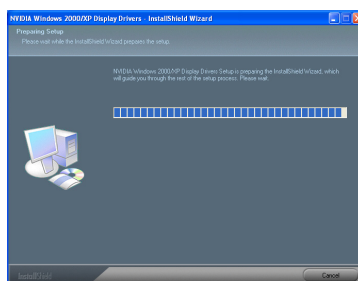 NVIDIA Windows 2000/XP Display Drivers - InstallShield Wizard
Preparing Setup
Please wait while the InstallShield Wizard prepares the setup.
NVIDIA Windows 2000/XP Display Drivers Setup is preparing the InstallShield Wizard, which
will guide you through the rest of the setup process. Please wait.
InstallShield
Cancel